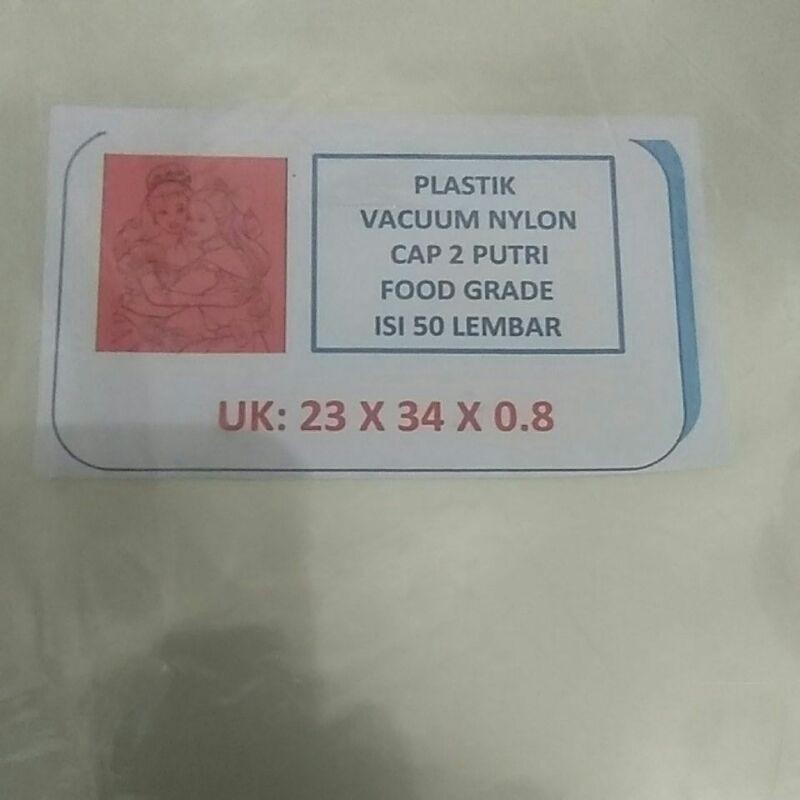 PLASTIK
VACUUM NYLON
CAP 2 PUTRI
FOOD GRADE
ISI 50 LEMBAR
UK: 23 X 34 X 0.8